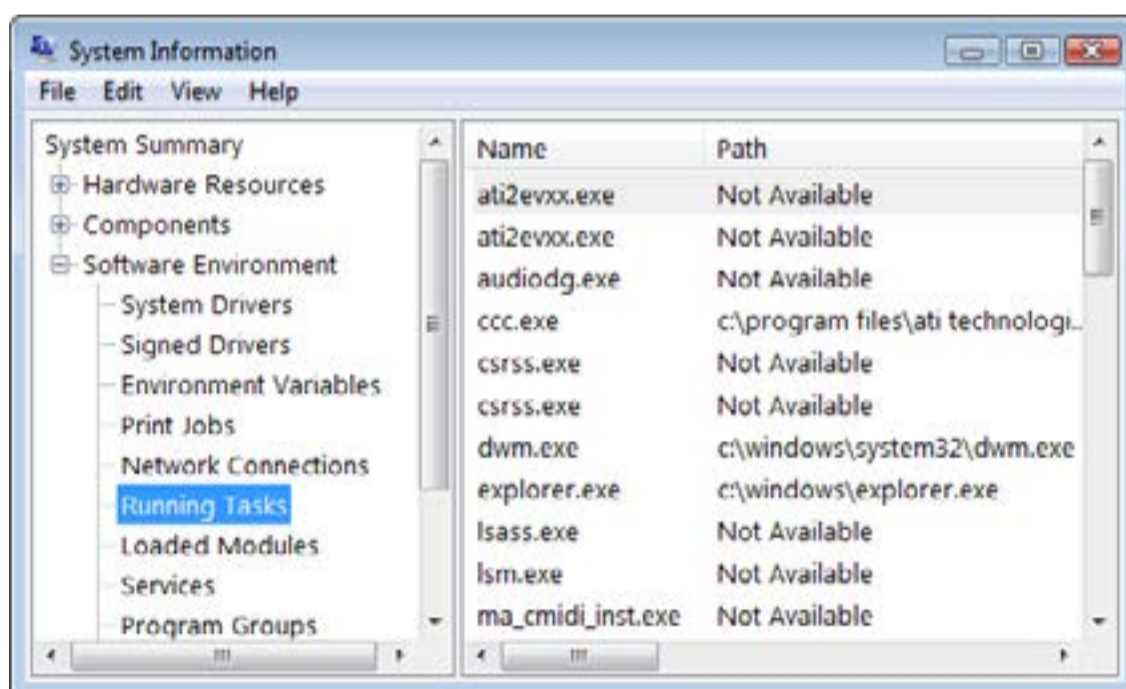 System Information
File Edit View Help
System Summary
Hardware Resources
Components
Software Environment
System Drivers
Signed Drivers
Environment Variables
Print Jobs
Network Connections
Running Tasks
Loaded Modules
Services
Program Groups
Name Path
ati2evxx.exe Not Available
ati2evxx.exe Not Available
audiodg.exe Not Available
ccc.exe c:\program files\ati technologi...
csrss.exe Not Available
csrss.exe Not Available
dwm.exe c:\windows\system32\dwm.exe
explorer.exe c:\windows\explorer.exe
lsass.exe Not Available
lsm.exe Not Available
ma_cmidi_inst.exe Not Available